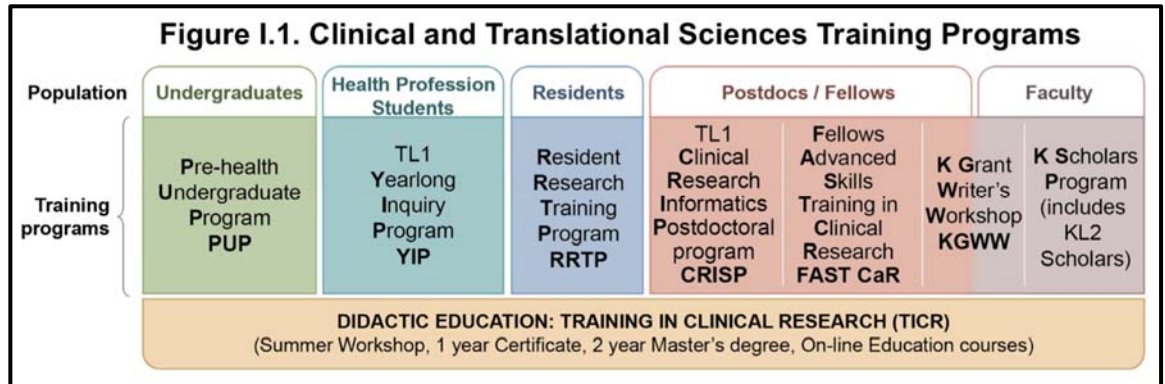 Figure I.1. Clinical and Translational Sciences Training Programs
Population
Undergraduates
Health Profession
Students
Residents
Postdocs / Fellows
Faculty
Training
programs
Pre-health
Undergraduate
Program
PUP
TL1
Yearlong
Inquiry
Program
YIP
Resident
Research
Training
Program
RRTP
TL1
Clinical
Research
Informatics
Postdoctoral
program
CRISP
Fellows
Advanced
Skills
Training in
Clinical
Research
FAST CaR
K Grant
Writer's
Workshop
KGWW
K Scholars
Program
(includes
KL2
Scholars)
DIDACTIC EDUCATION: TRAINING IN CLINICAL RESEARCH (TICR)
(Summer Workshop, 1 year Certificate, 2 year Master's degree, On-line Education courses)